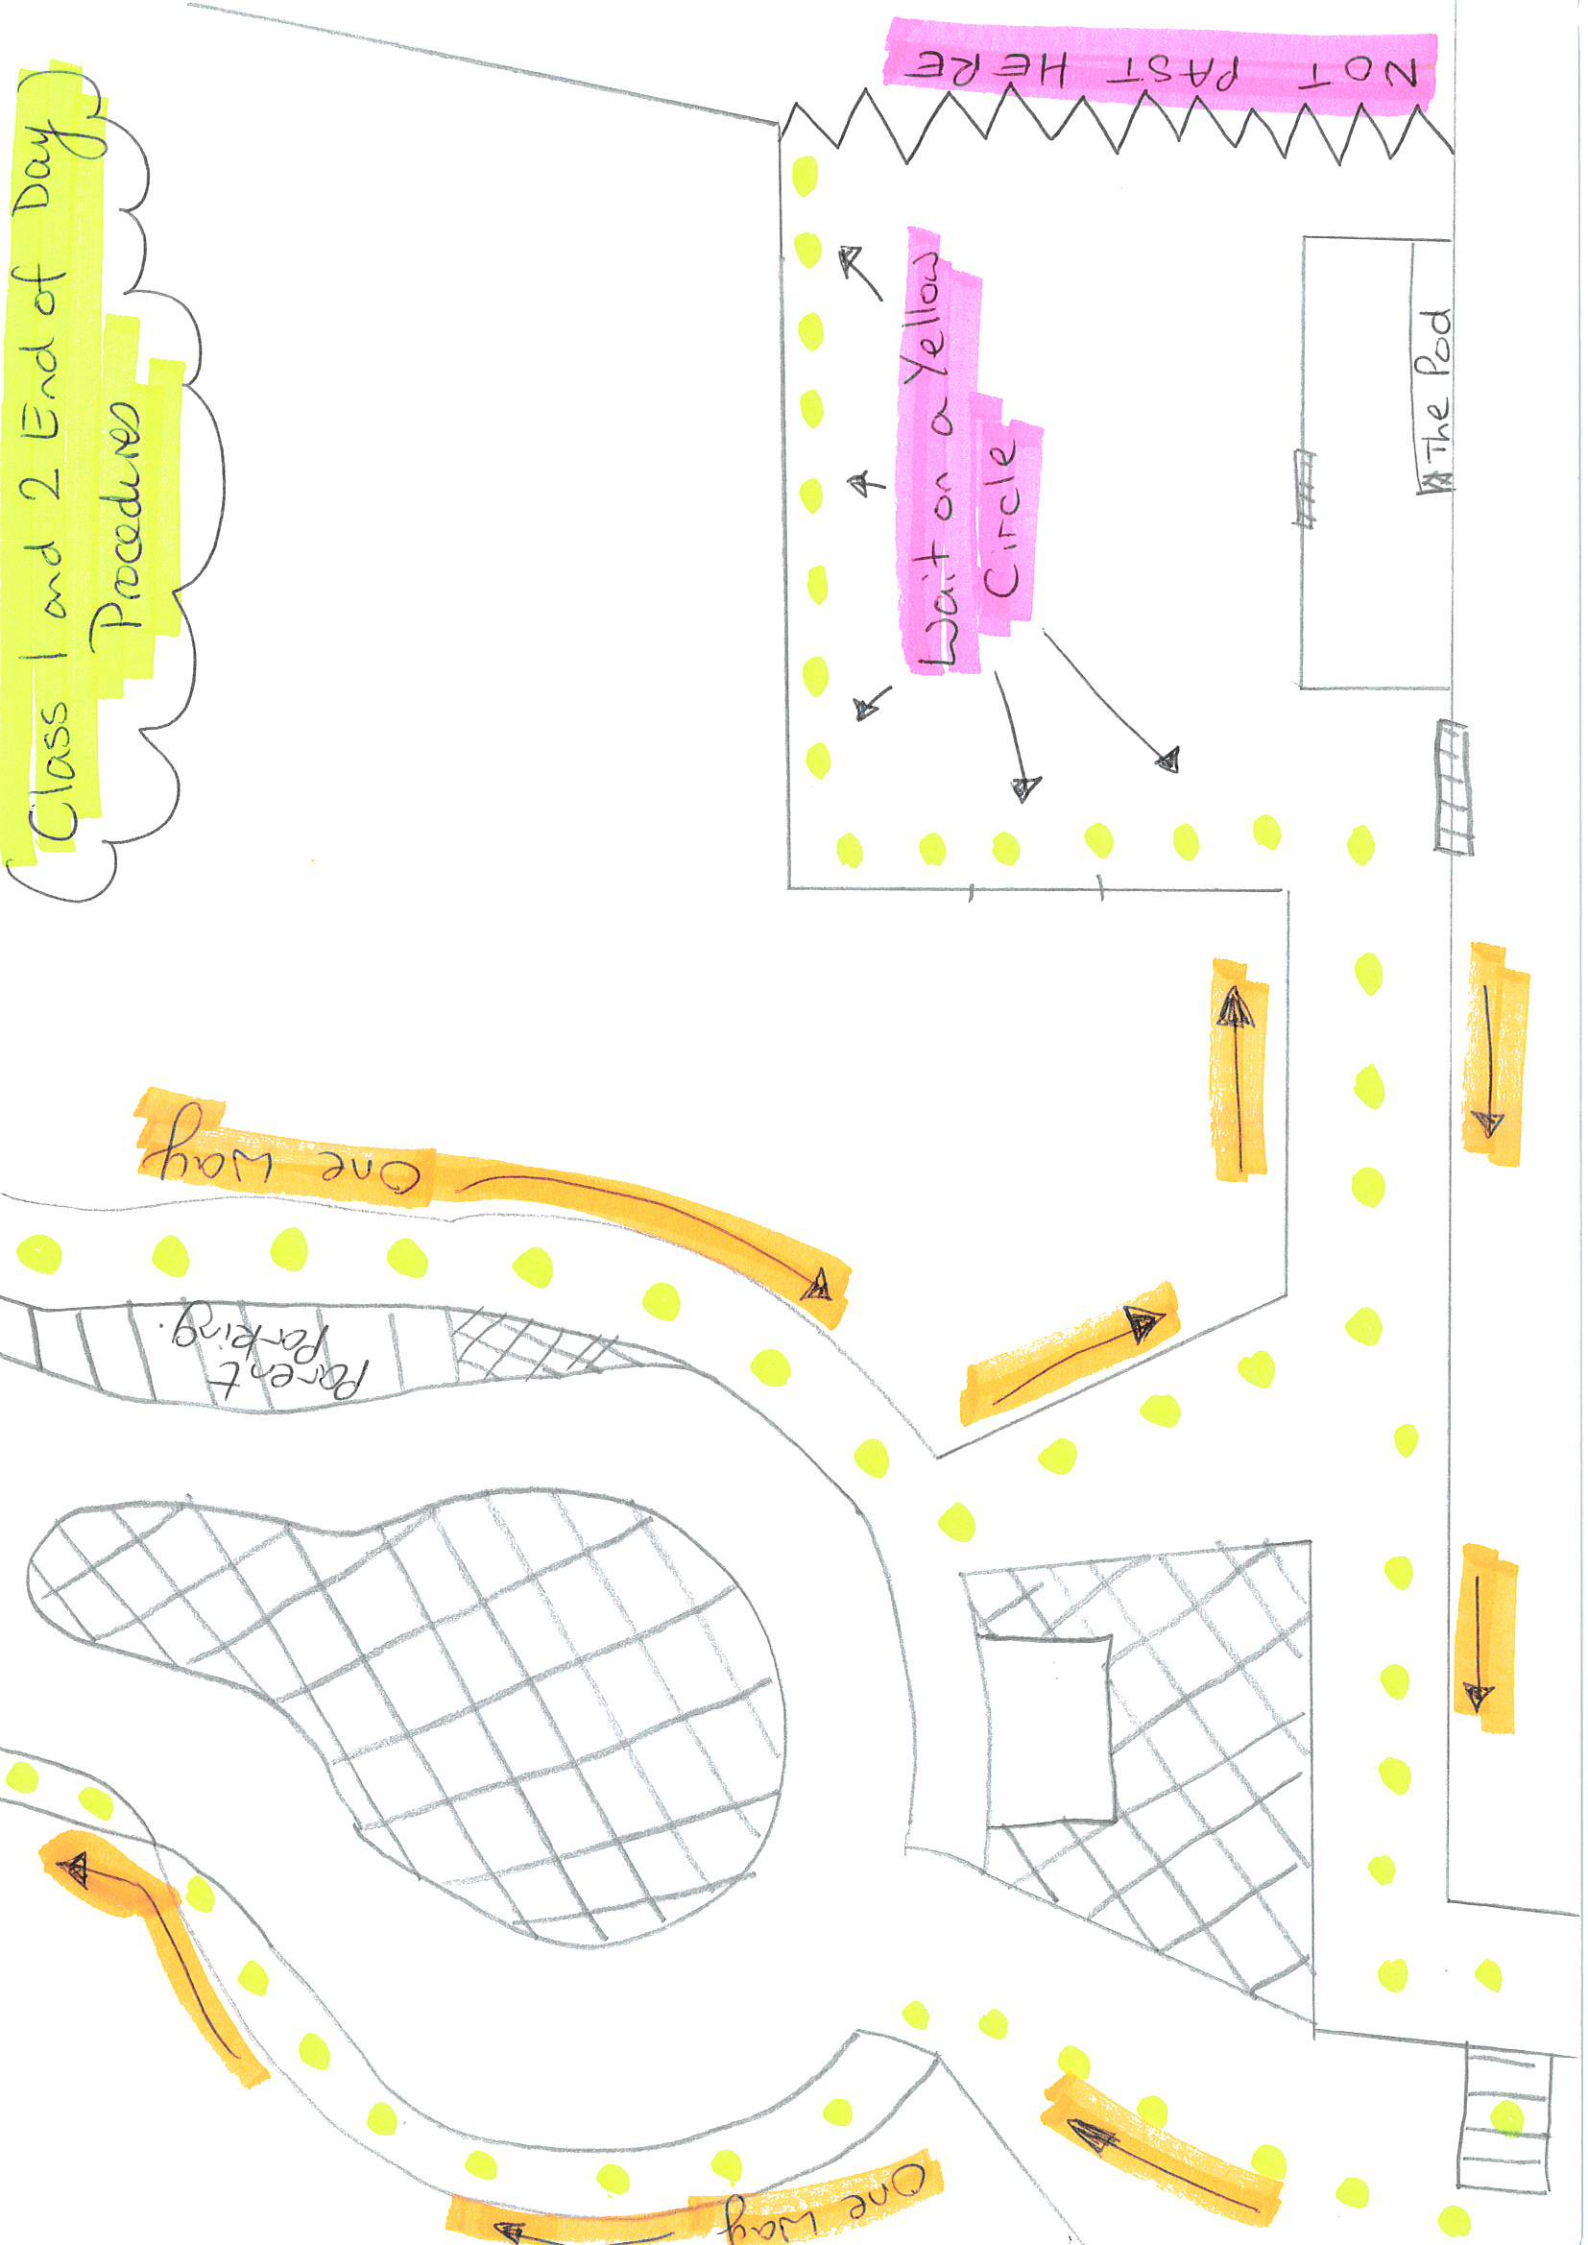 Class 1 and 2 End of Day
Procedures
NOT PAST HERE
Wait on a Yellow
Circle
The Pod
One way
Parent
Parking.
One way